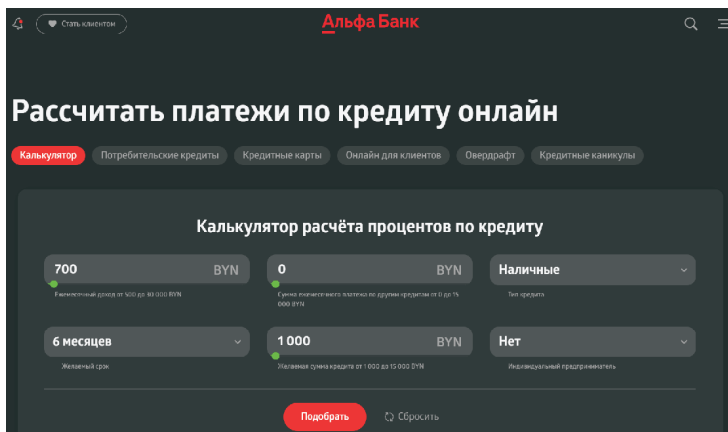 Стать клиентом
Альфа Банк
Рассчитать платежи по кредиту онлайн
Калькулятор Потребительские кредиты Кредитные карты Онлайн для клиентов Овердрафт Кредитные каникулы
Калькулятор расчёта процентов по кредиту
700 BYN 0 BYN Наличные
Ежемесячный доход от 500 до 30 000 BYN
Сумма ежемесячного платежа по другим кредитам от 0 до 15
000 BYN
Тип кредита
6 месяцев 1 000 BYN Нет
Желаемый срок Желаемая сумма кредита от 1 000 до 15 000 BYN Индивидуальный предприниматель
Подобрать Сбросить